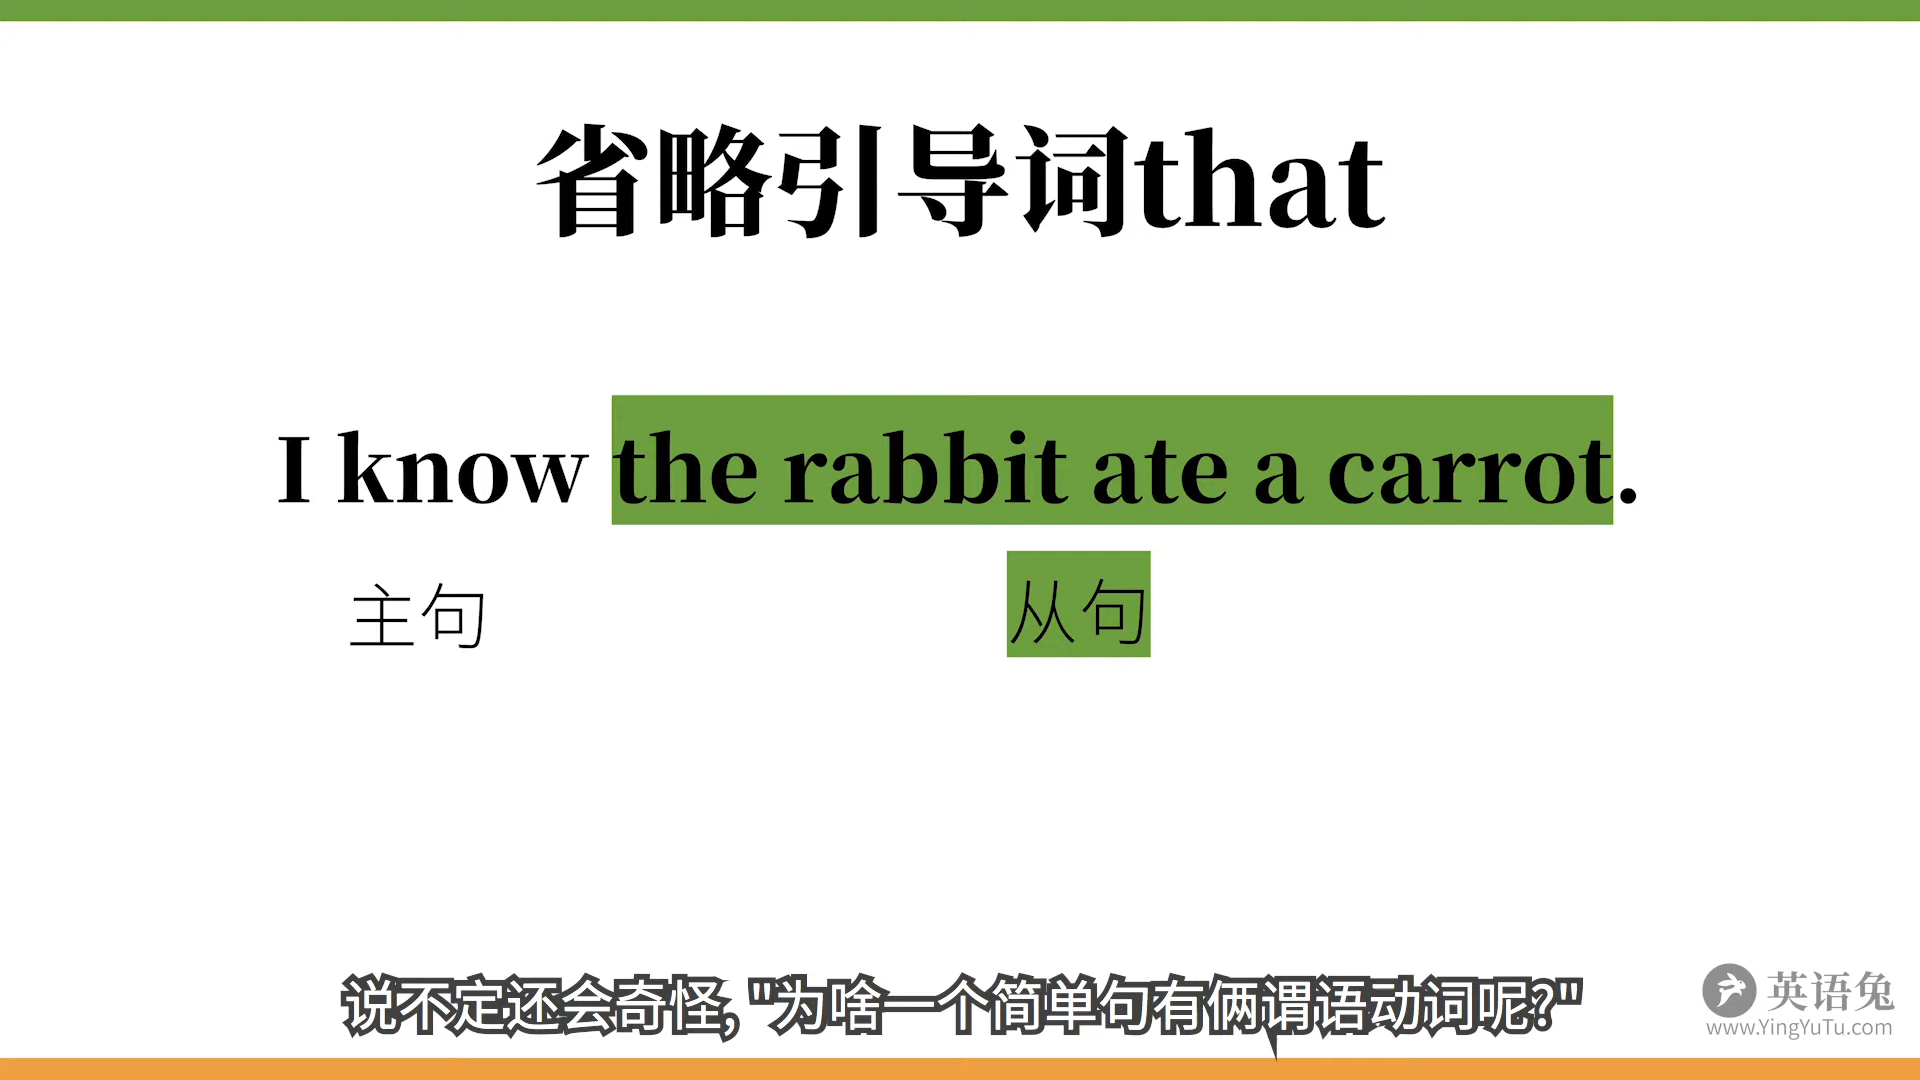 省略引导词that
I know the rabbit ate a carrot.
主句
从句
说不定还会奇怪, "为啥一个简单句有俩谓语动词呢?"
英语兔
www.YingYuTu.com